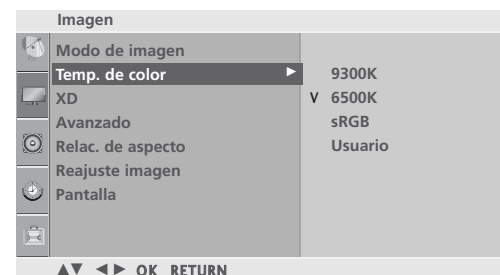 Imagen
Modo de imagen
Temp. de color ►
XD
Avanzado
Relac. de aspecto
Reajuste imagen
Pantalla
9300K
V 6500K
sRGB
Usuario
▲▼ ◄► OK RETURN